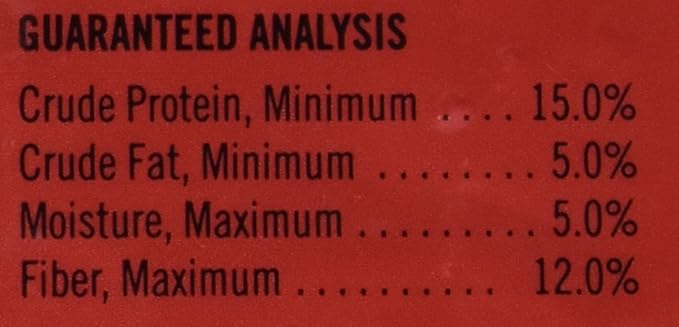 GUARANTEED ANALYSIS
Crude Protein, Minimum .... 15.0%
Crude Fat, Minimum ........ 5.0%
Moisture, Maximum ......... 5.0%
Fiber, Maximum .......... 12.0%